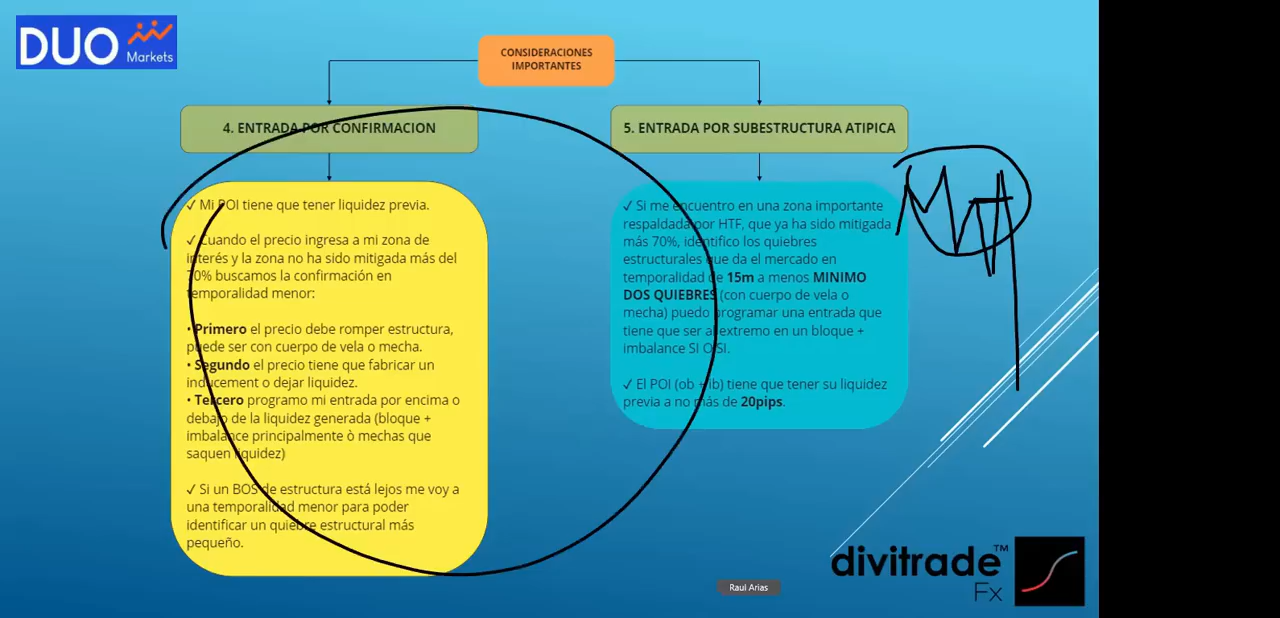 DUO
Markets
CONSIDERACIONES
IMPORTANTES
4. ENTRADA POR CONFIRMACION
✓ Mi POI tiene que tener liquidez previa.
✓ Cuando el precio ingresa a mi zona de
interés y la zona no ha sido mitigada más del
70% buscamos la confirmación en
temporalidad menor:
• Primero el precio debe romper estructura,
puede ser con cuerpo de vela o mecha.
• Segundo el precio tiene que fabricar un
inducement o dejar liquidez.
• Tercero programo mi entrada por encima o
debajo de la liquidez generada (bloque +
imbalance principalmente ò mechas que
saquen liquidez)
✓ Si un BOS de estructura está lejos me voy a
una temporalidad menor para poder
identificar un quiebre estructural más
pequeño.
5. ENTRADA POR SUBESTRUCTURA ATIPICA
✓ Si me encuentro en una zona importante
respaldada por HTF, que ya ha sido mitigada
más 70%, identifico los quiebres
estructurales que da el mercado en
temporalidad de 15m a menos MINIMO
DOS QUIEBRES (con cuerpo de vela o
mecha) puedo programar una entrada que
tiene que ser al extremo en un bloque +
imbalance SI O SI.
✓ El POI (ob + ib) tiene que tener su liquidez
previa a no más de 20pips.
divitrade™
Fx
Raul Arias